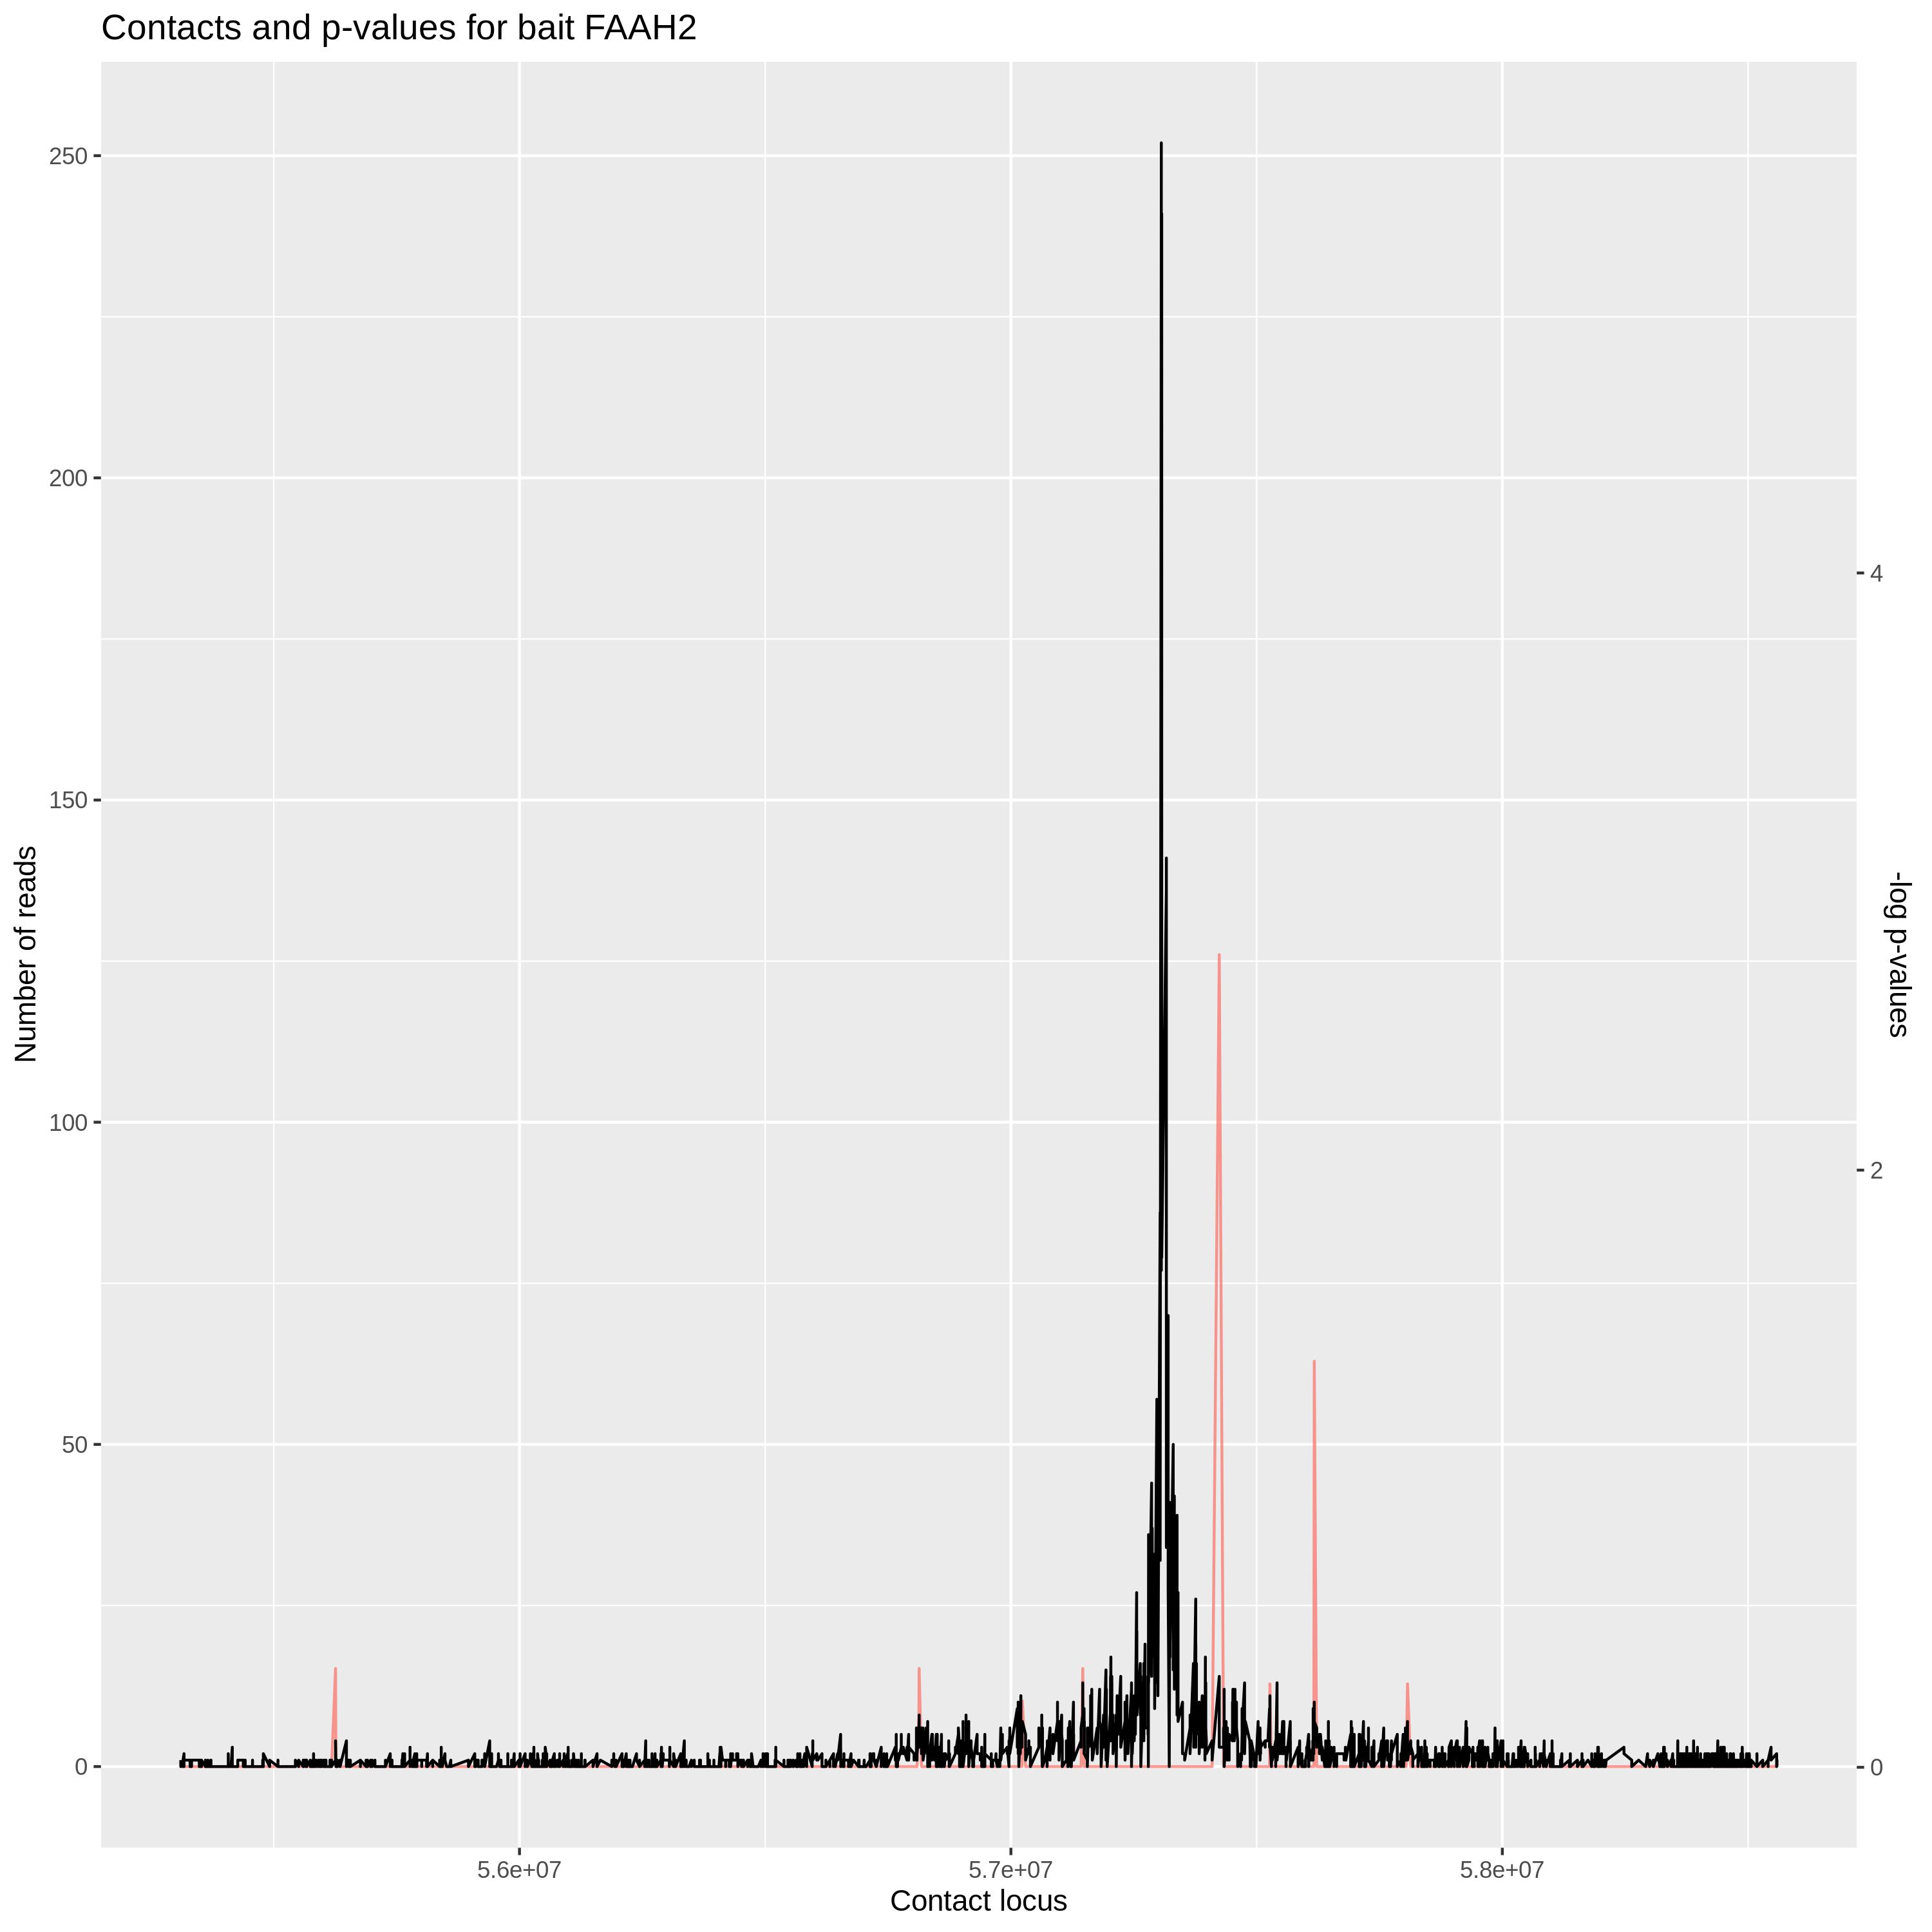 Contacts and p-values for bait FAAH2
250
200
150
100
50
0
Number of reads
4
2
0
-log p-values
5.6e+07
5.7e+07
5.8e+07
Contact locus